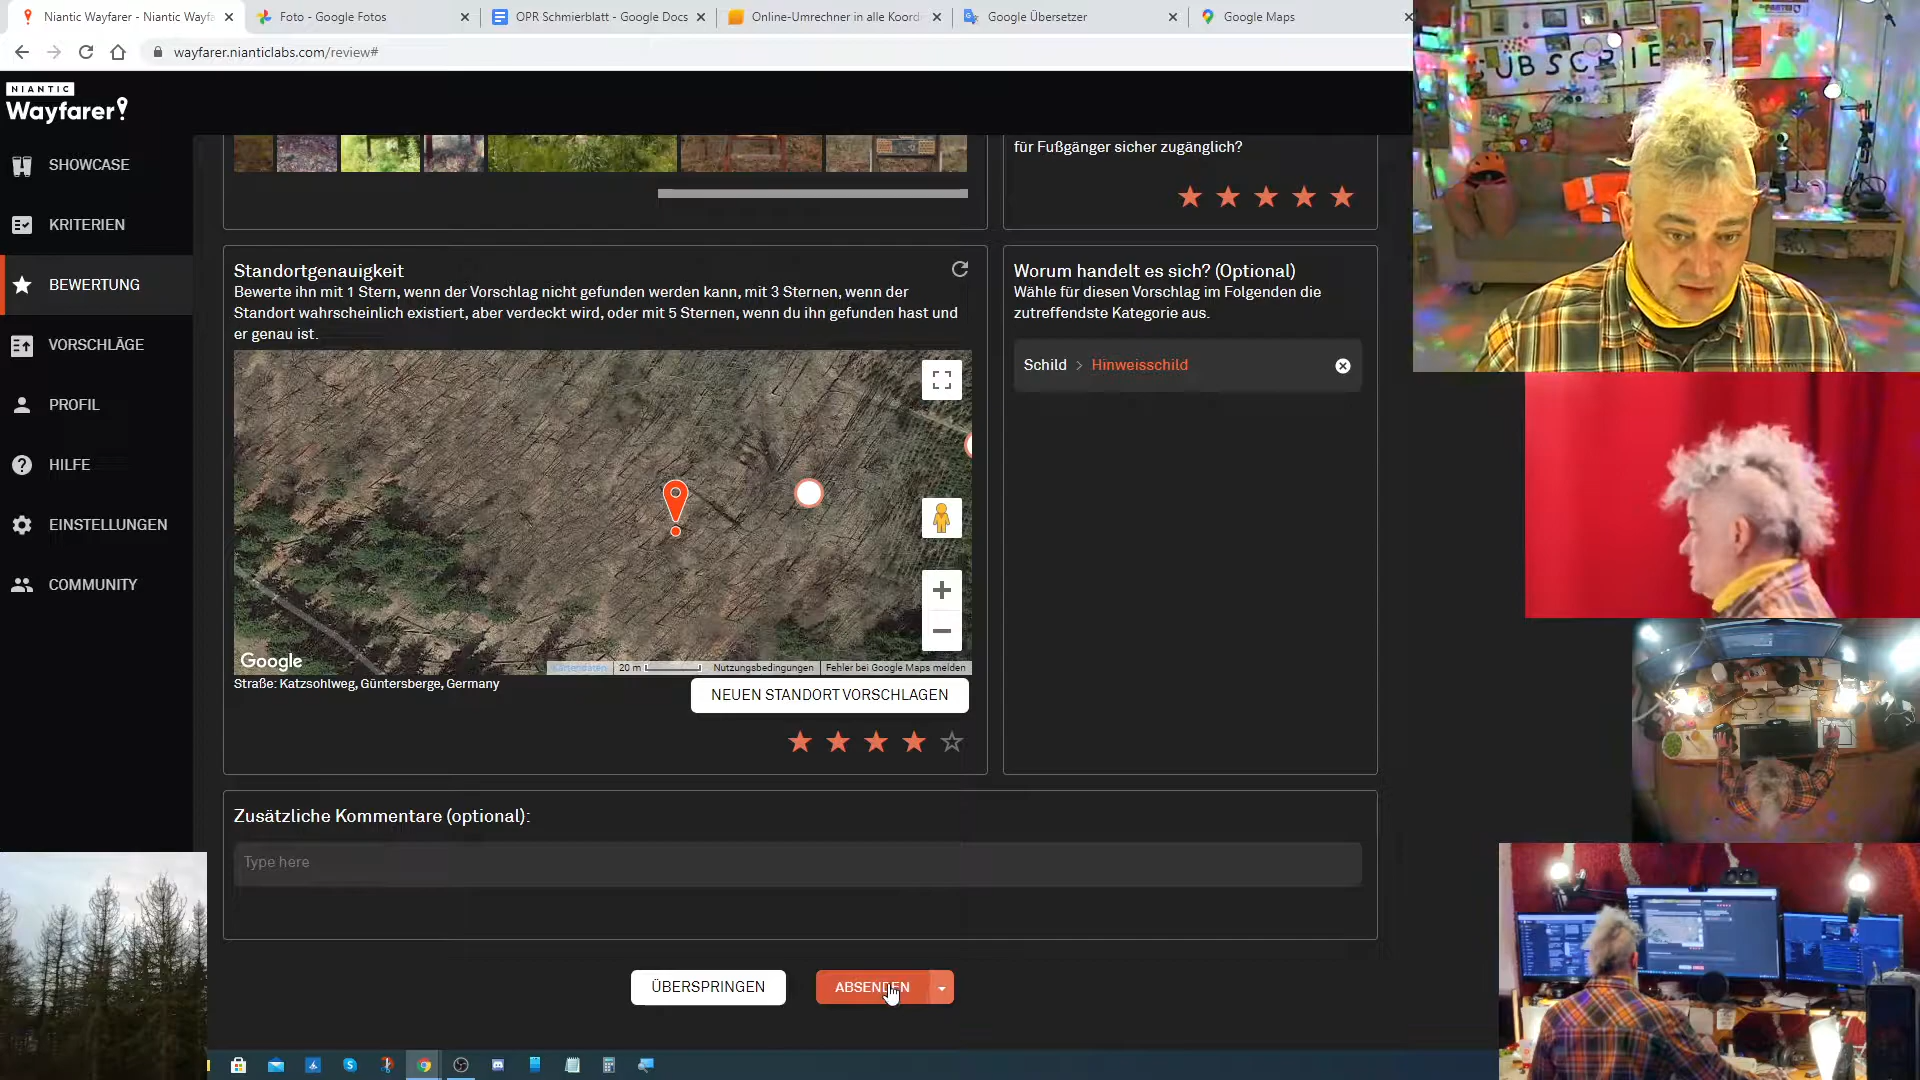 Niantic Wayfarer - Niantic Wayfa
Foto - Google Fotos
OPR Schmierblatt - Google Docs
Online-Umrechner in alle Koord
Google Übersetzer
Google Maps
wayfarer.nianticlabs.com/review#
NIANTIC
Wayfarer
SHOWCASE
KRITERIEN
BEWERTUNG
VORSCHLÄGE
PROFIL
HILFE
EINSTELLUNGEN
COMMUNITY
für Fußgänger sicher zugänglich?
Standortgenauigkeit
Bewerte ihn mit 1 Stern, wenn der Vorschlag nicht gefunden werden kann, mit 3 Sternen, wenn der
Standort wahrscheinlich existiert, aber verdeckt wird, oder mit 5 Sternen, wenn du ihn gefunden hast und
er genau ist.
Google
Kartendaten
20 m
Nutzungsbedingungen
Fehler bei Google Maps melden
Straße: Katzsohlweg, Güntersberge, Germany
NEUEN STANDORT VORSCHLAGEN
Worum handelt es sich? (Optional)
Wähle für diesen Vorschlag im Folgenden die
zutreffendste Kategorie aus.
Schild > Hinweisschild
Zusätzliche Kommentare (optional):
Type here
ÜBERSPRINGEN
ABSENDEN
UBSCRIE